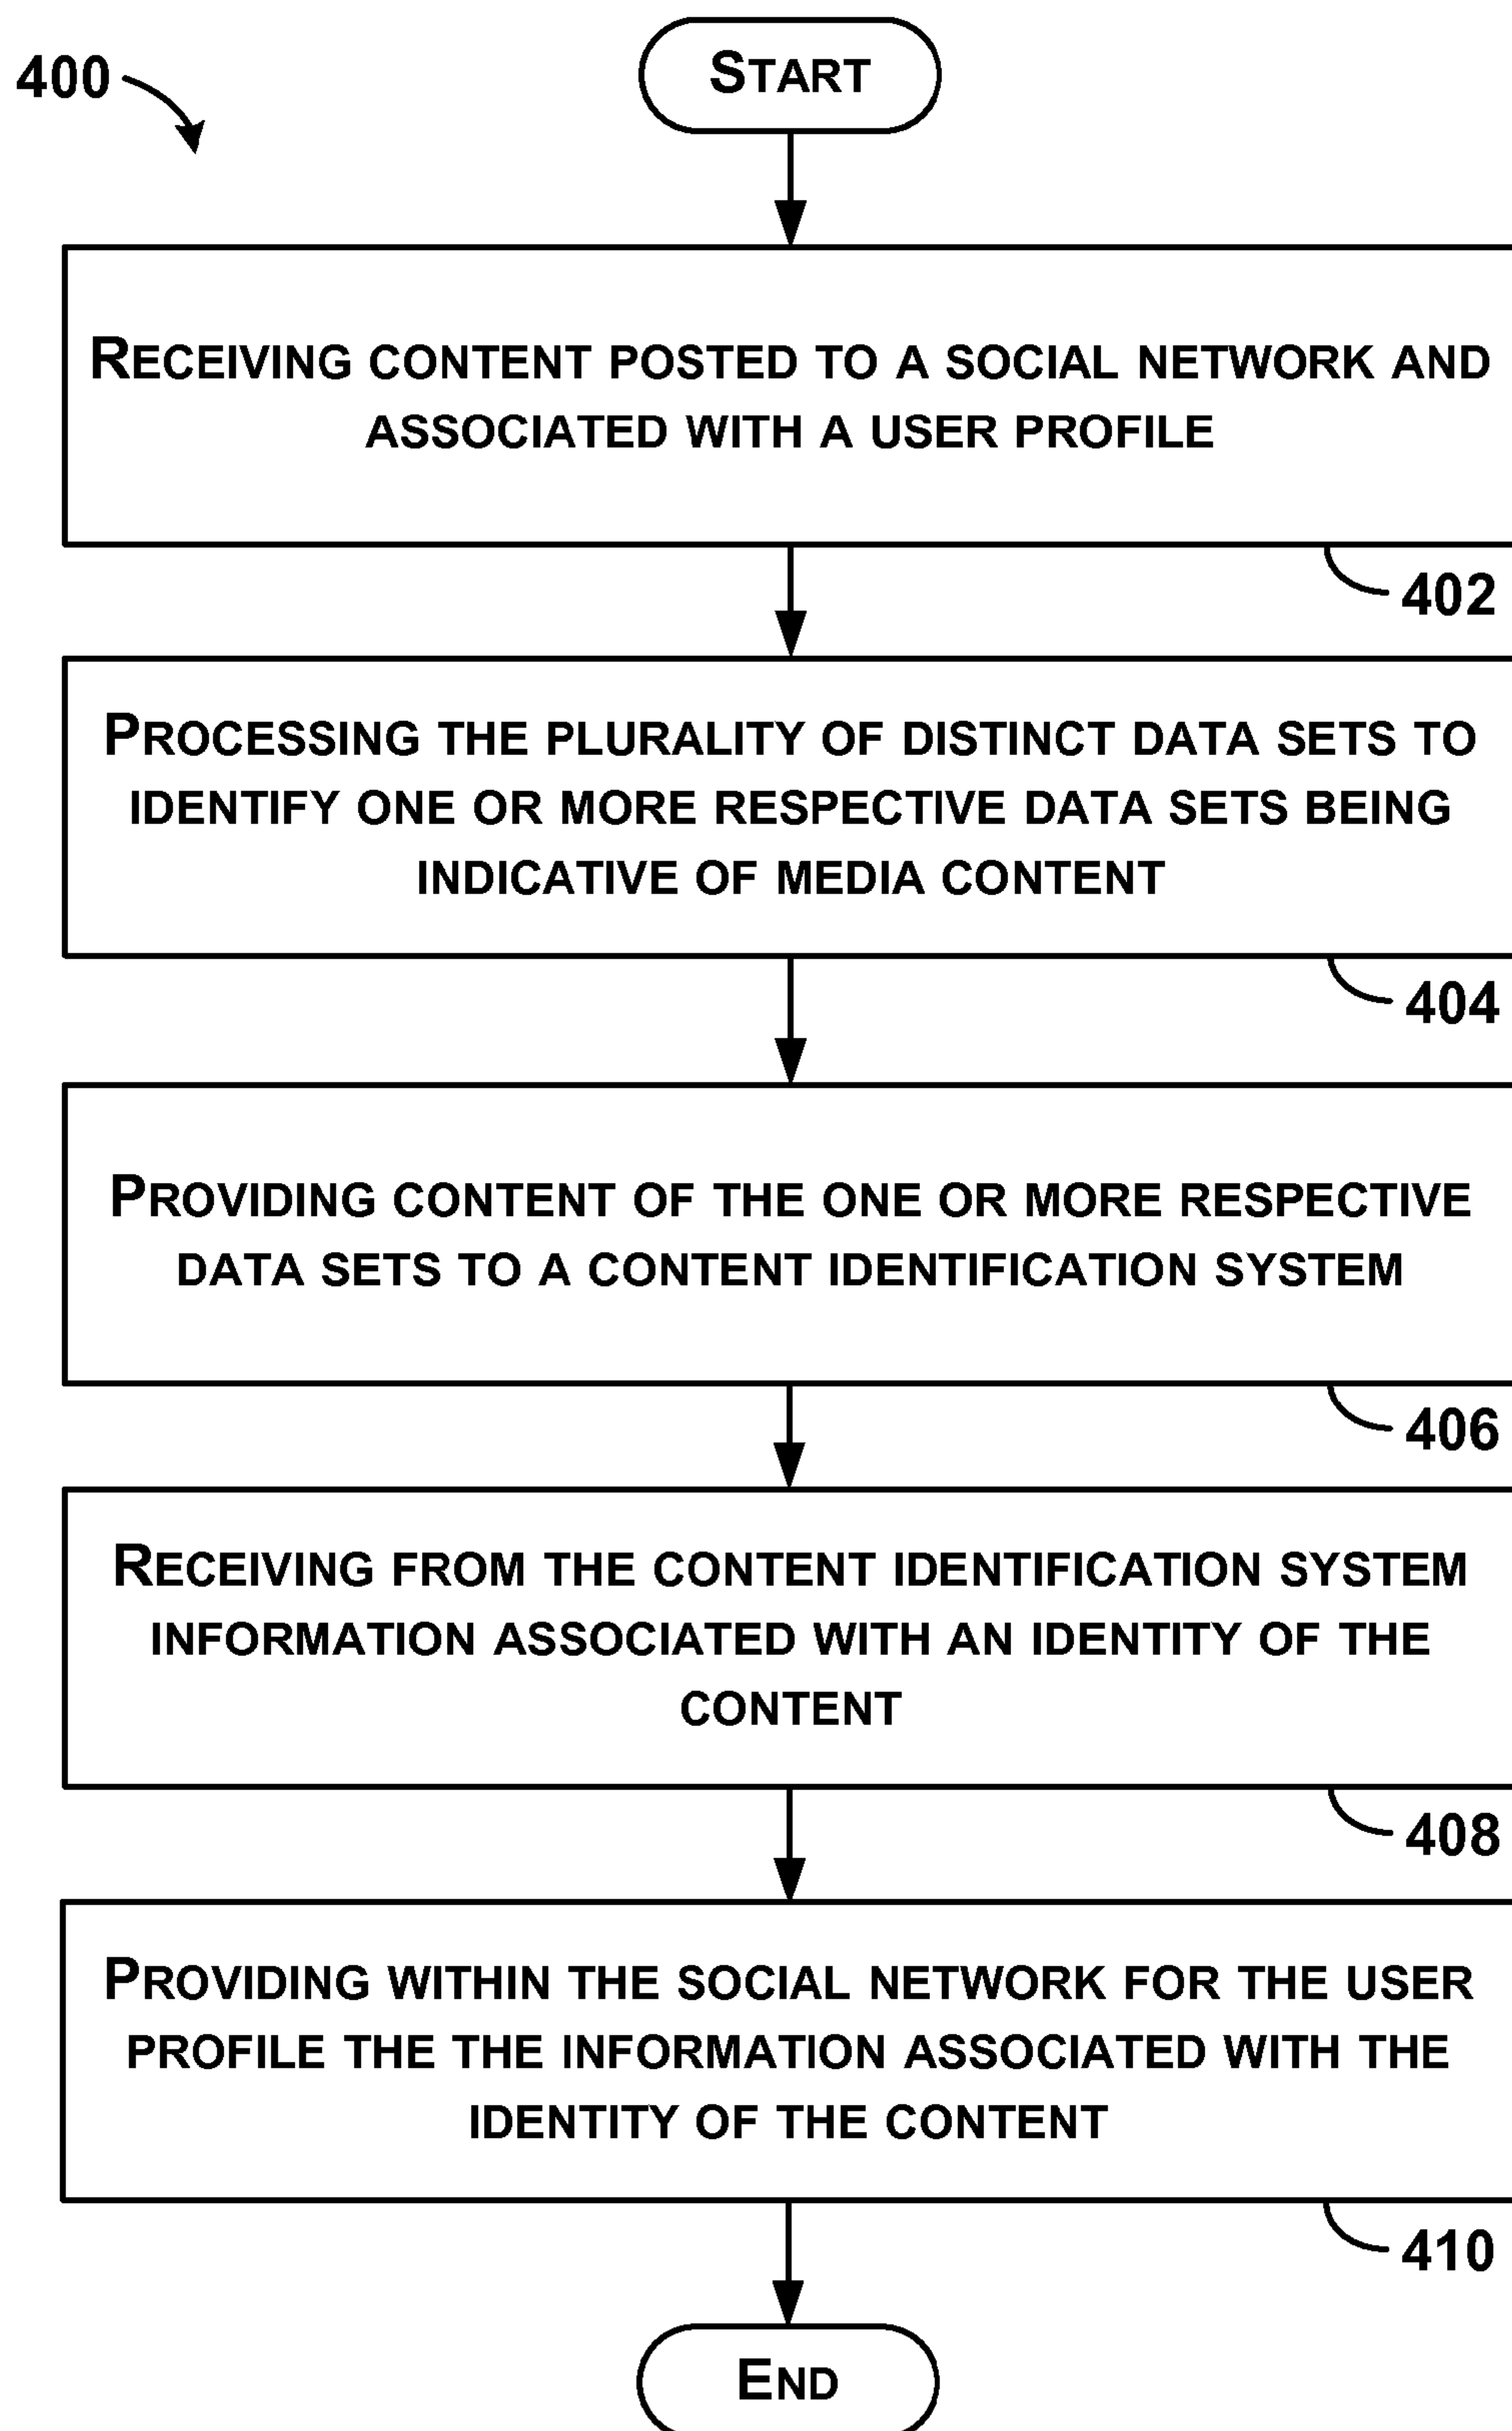 400
START
RECEIVING CONTENT POSTED TO A SOCIAL NETWORK AND
ASSOCIATED WITH A USER PROFILE
402
PROCESSING THE PLURALITY OF DISTINCT DATA SETS TO
IDENTIFY ONE OR MORE RESPECTIVE DATA SETS BEING
INDICATIVE OF MEDIA CONTENT
404
PROVIDING CONTENT OF THE ONE OR MORE RESPECTIVE
DATA SETS TO A CONTENT IDENTIFICATION SYSTEM
406
RECEIVING FROM THE CONTENT IDENTIFICATION SYSTEM
INFORMATION ASSOCIATED WITH AN IDENTITY OF THE
CONTENT
408
PROVIDING WITHIN THE SOCIAL NETWORK FOR THE USER
PROFILE THE THE INFORMATION ASSOCIATED WITH THE
IDENTITY OF THE CONTENT
410
END